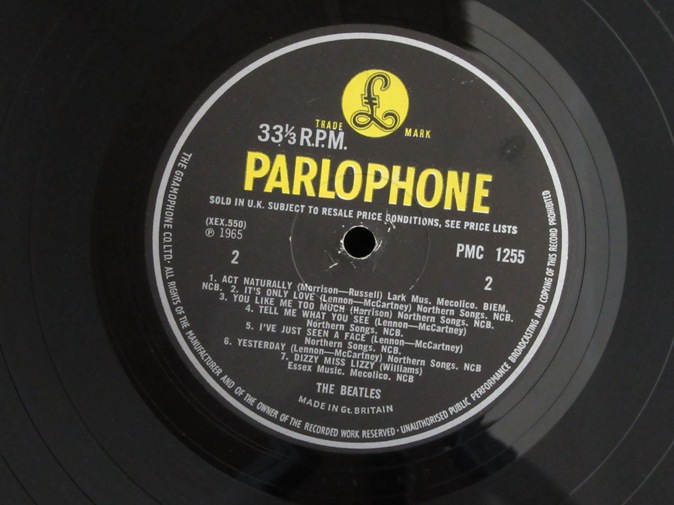 TRADE MARK
33⅓ R.P.M.
PARLOPHONE
SOLD IN U.K. SUBJECT TO RESALE PRICE CONDITIONS, SEE PRICE LISTS
(XEX.550)
℗ 1965
PMC 1255
2
2
1. ACT NATURALLY (Morrison—Russell) Lark Mus. Mecolico. BIEM.
NCB. 2. IT'S ONLY LOVE (Lennon—McCartney) Northern Songs. NCB.
3. YOU LIKE ME TOO MUCH (Harrison) Northern Songs. NCB.
4. TELL ME WHAT YOU SEE (Lennon—McCartney)
Northern Songs. NCB.
5. I'VE JUST SEEN A FACE (Lennon—McCartney)
Northern Songs. NCB.
6. YESTERDAY (Lennon—McCartney) Northern Songs. NCB
7. DIZZY MISS LIZZY (Williams)
Essex Music. Mecolico. NCB
THE BEATLES
MADE IN Gt. BRITAIN
THE GRAMOPHONE CO. LTD. · ALL RIGHTS OF THE MANUFACTURER AND OF THE OWNER OF THE RECORDED WORK RESERVED · UNAUTHORISED PUBLIC PERFORMANCE BROADCASTING AND COPYING OF THIS RECORD PROHIBITED